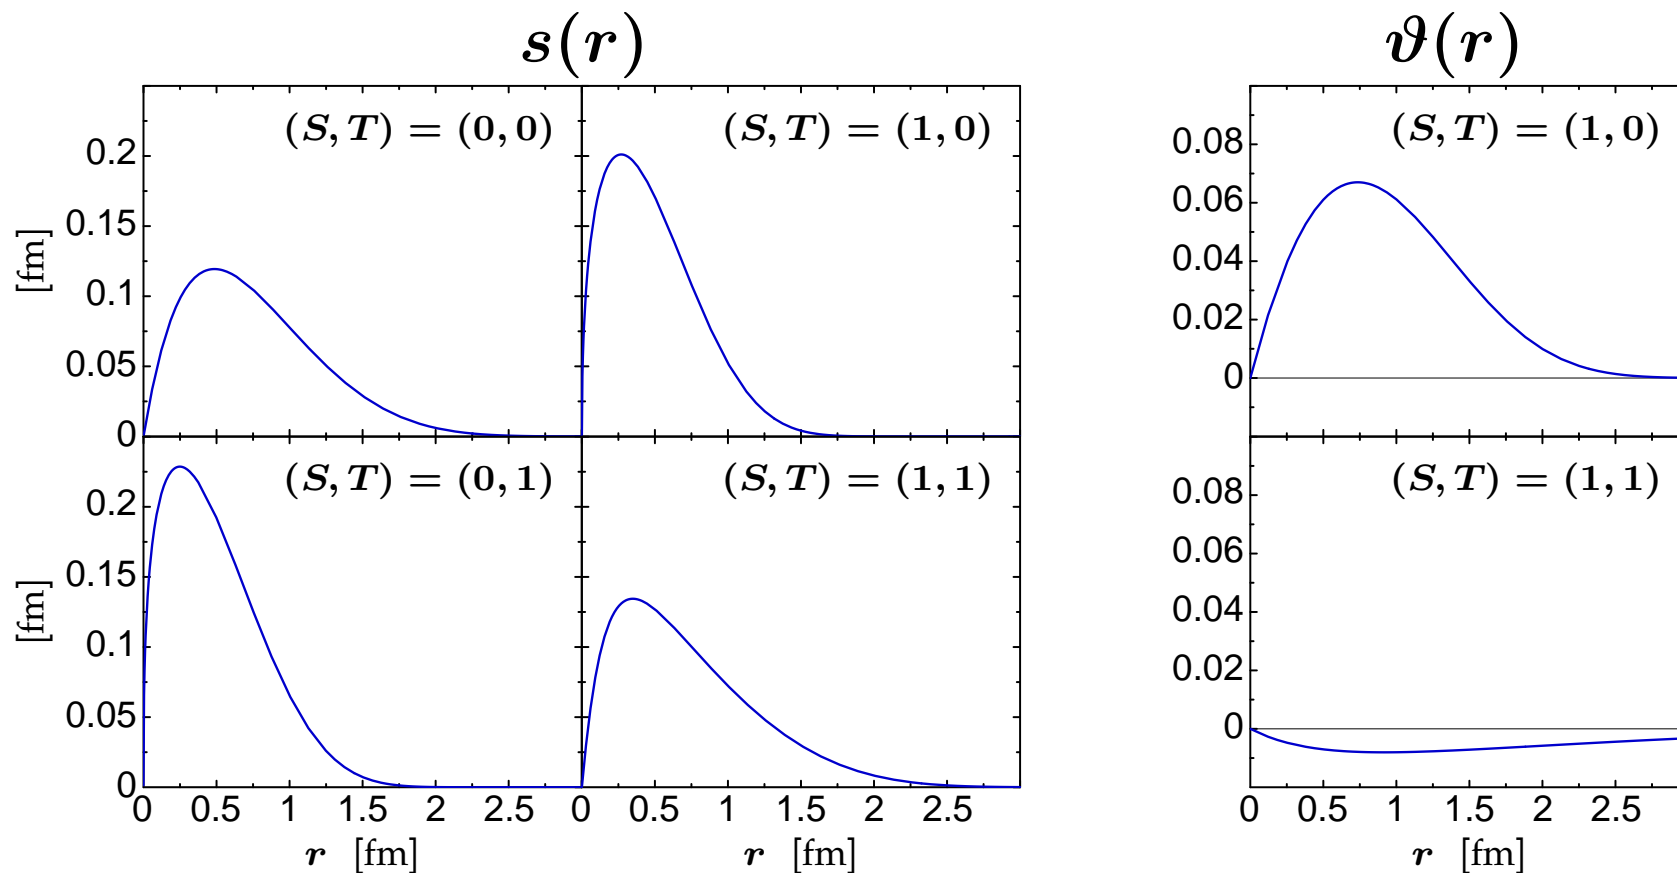 s(r) ϑ(r)
(S, T) = (0, 0) (S, T) = (1, 0) (S, T) = (1, 0)
0.2 0.08
0.15 0.06
[fm] 0.1 0.04
0.05 0.02
0 0
(S, T) = (0, 1) (S, T) = (1, 1) (S, T) = (1, 1)
0.2 0.08
0.15 0.06
[fm] 0.1 0.04
0.05 0.02
0 0
0 0.5 1 1.5 2 2.5 0 0.5 1 1.5 2 2.5 0 0.5 1 1.5 2 2.5
r [fm] r [fm] r [fm]